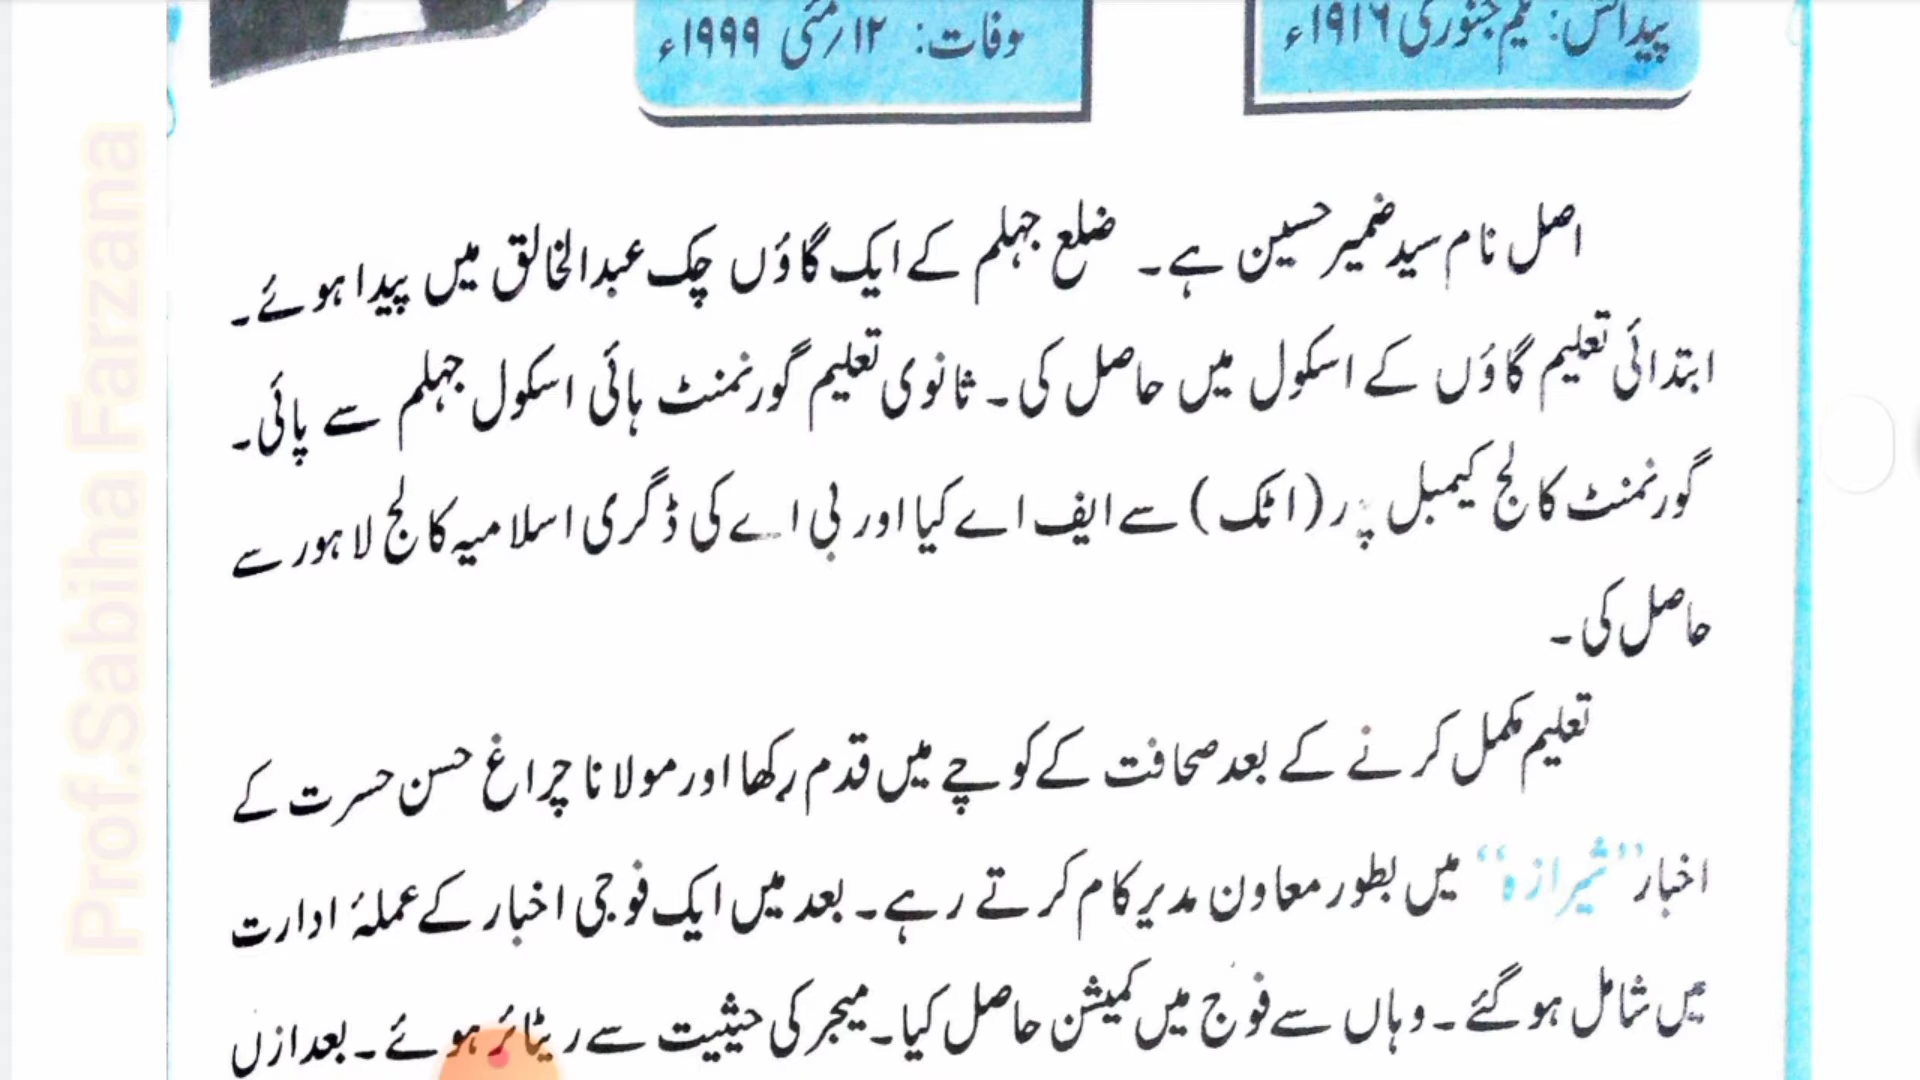 پیدائش: یکم جنوری ۱۹۱۶ء
وفات: ۱۲/مئی ۱۹۹۹ء
اصل نام سید ضمیر حسین ہے۔ ضلع جہلم کے ایک گاؤں چک عبدالخالق میں پیدا ہوئے۔
ابتدائی تعلیم گاؤں کے اسکول میں حاصل کی۔ ثانوی تعلیم گورنمنٹ ہائی اسکول جہلم سے پائی۔
گورنمنٹ کالج کیمبل پور (اٹک) سے ایف اے کیا اور بی اے کی ڈگری اسلامیہ کالج لاہور سے
حاصل کی۔
تعلیم مکمل کرنے کے بعد صحافت کے کوچے میں قدم رکھا اور مولانا چراغ حسن حسرت کے
اخبار ”شیرازہ“ میں بطور معاون مدیر کام کرتے رہے۔ بعد میں ایک فوجی اخبار کے عملۂ ادارت
میں شامل ہو گئے۔ وہاں سے فوج میں کمیشن حاصل کیا۔ میجر کی حیثیت سے ریٹائر ہوئے۔ بعد ازں
Prof.Sabiha Farzana